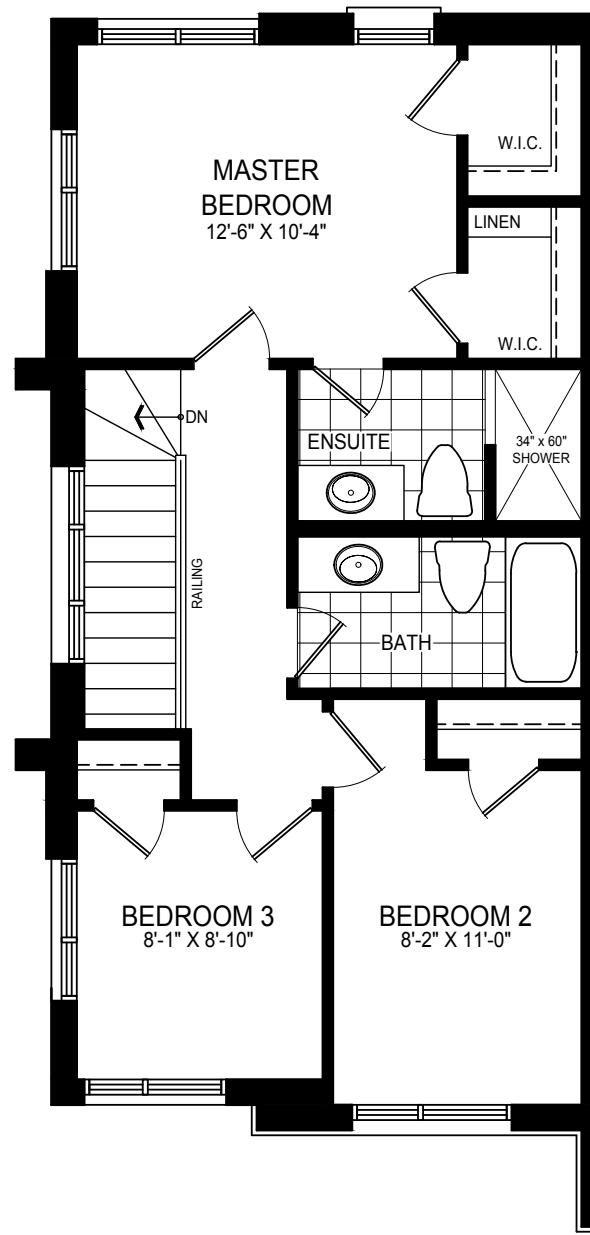 W.I.C.
MASTER
BEDROOM
12'-6" X 10'-4"
LINEN
W.I.C.
DN
ENSUITE
34" x 60"
SHOWER
RAILING
BATH
BEDROOM 3
8'-1" X 8'-10"
BEDROOM 2
8'-2" X 11'-0"